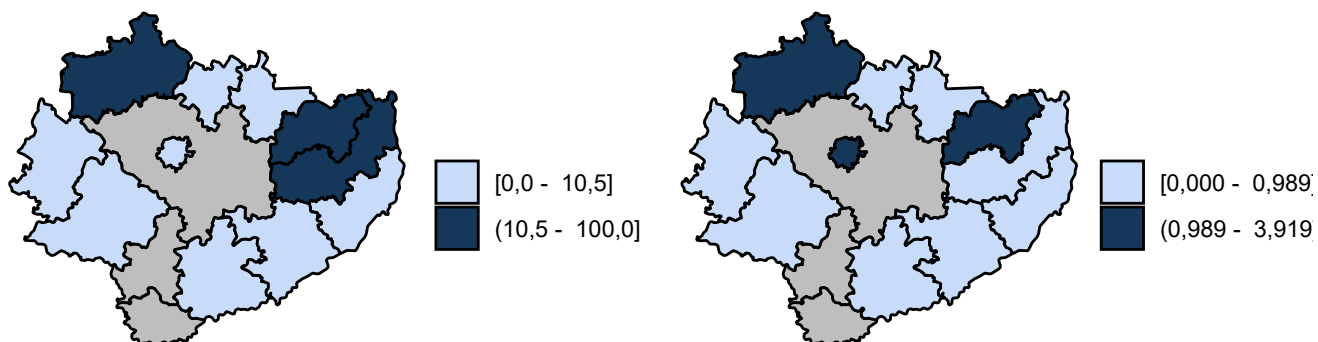 [0,0 - 10,5]
(10,5 - 100,0]
[0,000 - 0,989]
(0,989 - 3,919]